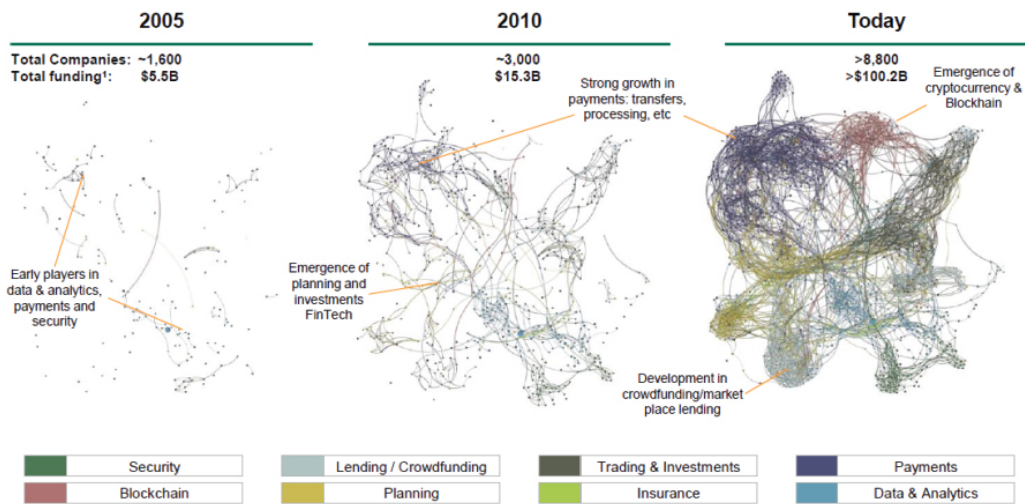 2005
2010
Today
Total Companies: ~1,600
Total funding¹: $5.5B
~3,000
$15.3B
>8,800
>$100.2B
Strong growth in
payments: transfers,
processing, etc
Emergence of
cryptocurrency &
Blockhain
Early players in
data & analytics,
payments and
security
Emergence of
planning and
investments
FinTech
Development in
crowdfunding/market
place lending
Security
Lending / Crowdfunding
Trading & Investments
Payments
Blockchain
Planning
Insurance
Data & Analytics